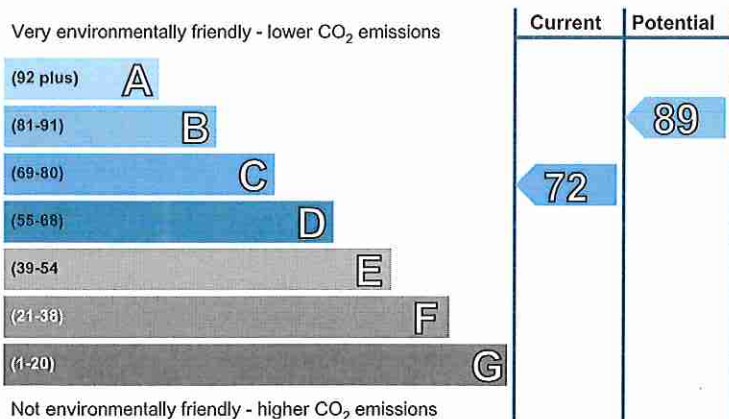 Current Potential
Very environmentally friendly - lower CO₂ emissions
(92 plus) A
(81-91) B
89
(69-80) C
72
(55-68) D
(39-54 E
(21-38) F
(1-20) G
Not environmentally friendly - higher CO₂ emissions